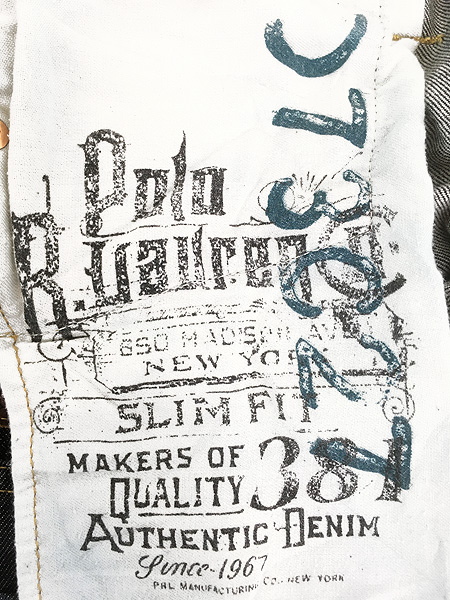 Polo
R. Lauren
650 MADISON AVE
NEW YORK
SLIM FIT
MAKERS OF
QUALITY
381
AUTHENTIC DENIM
Since 1967
PRL MANUFACTURING CO., NEW YORK